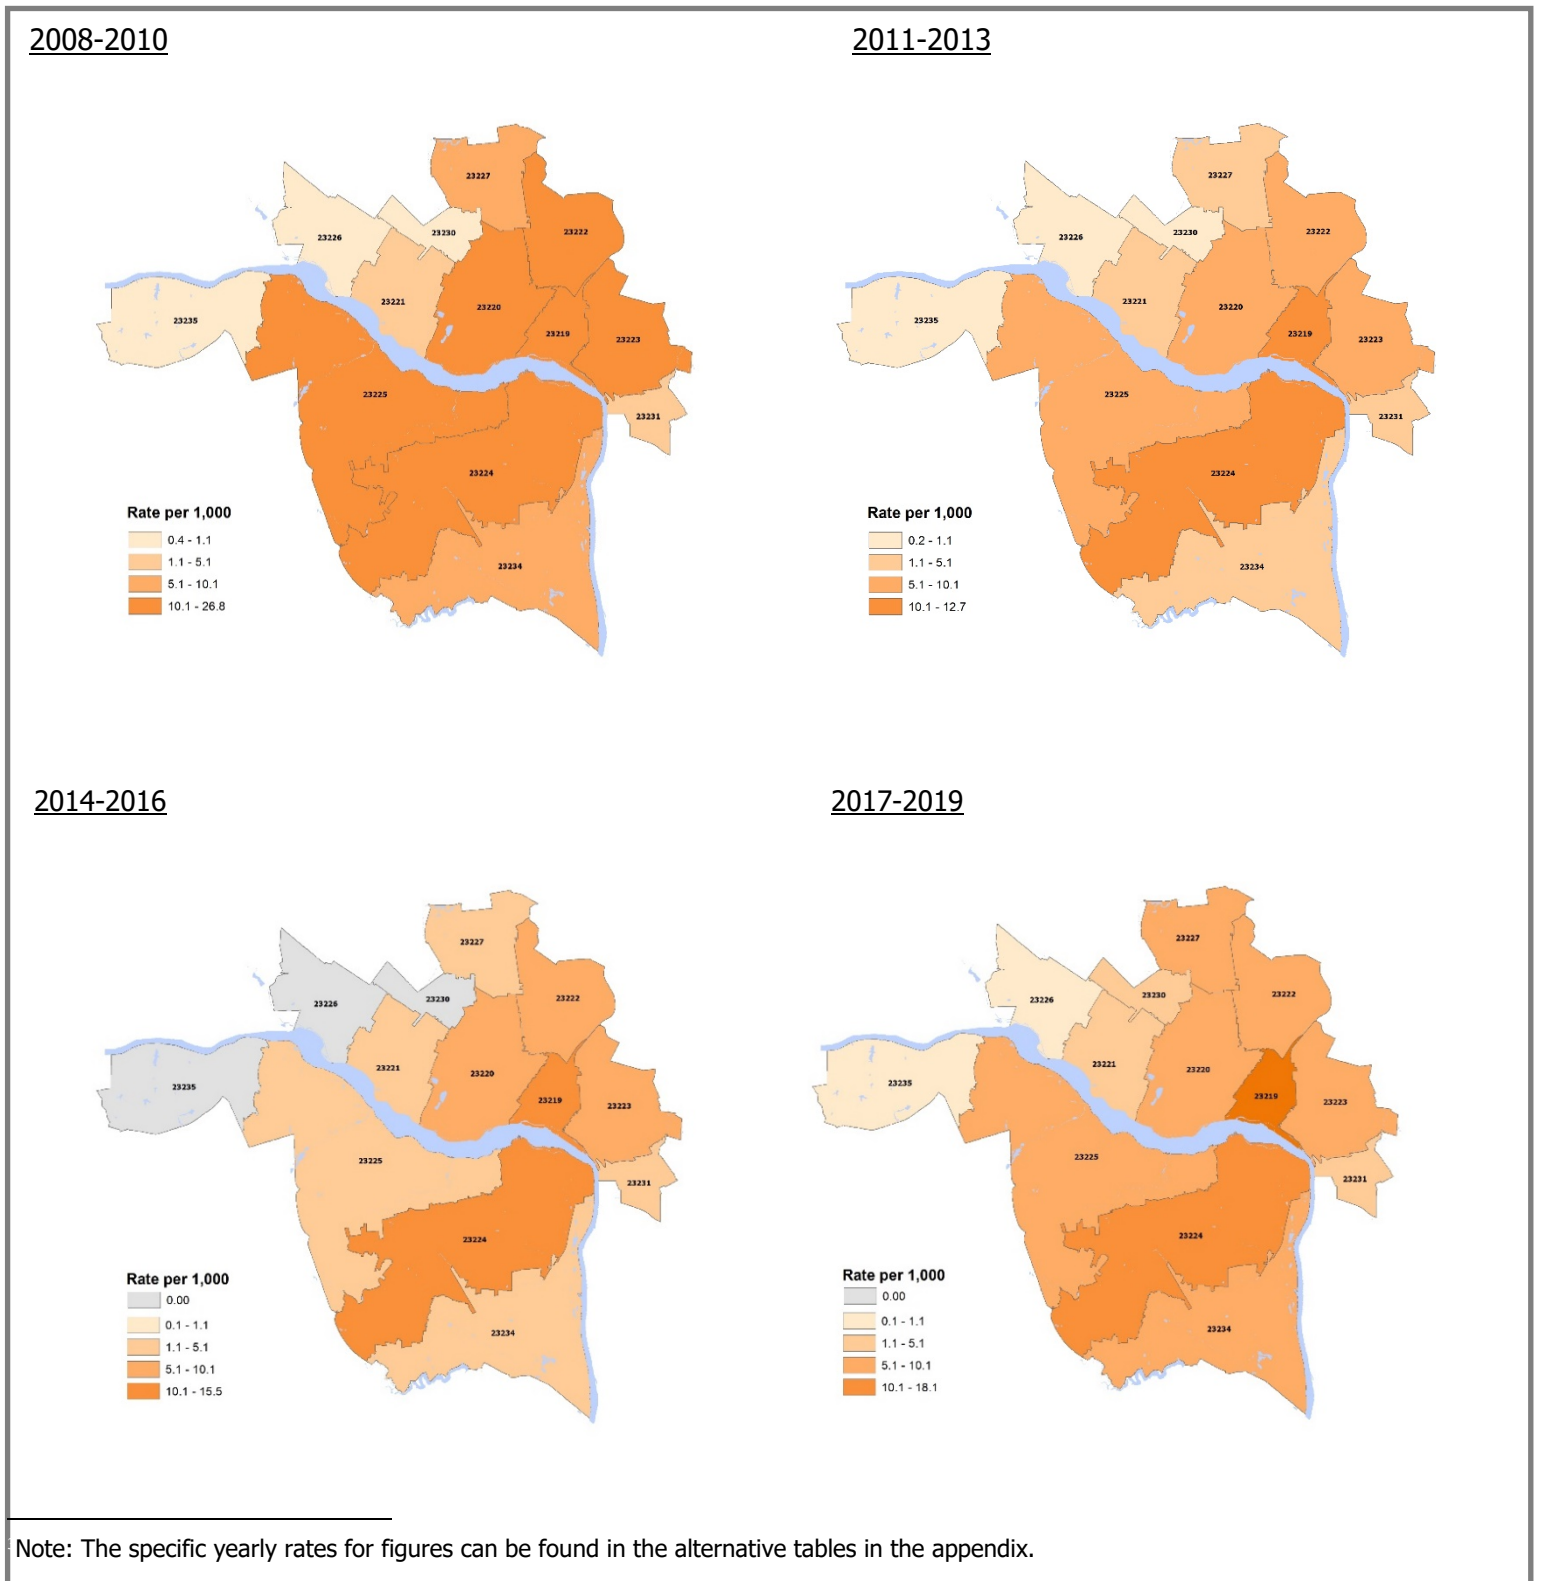 2008-2010
23227
23222
23226
23230
23221
23220
23235
23219
23223
23225
23231
23224
23234
Rate per 1,000
0.4 - 1.1
1.1 - 5.1
5.1 - 10.1
10.1 - 26.8
2011-2013
23227
23222
23226
23230
23221
23220
23235
23219
23223
23225
23231
23224
23234
Rate per 1,000
0.2 - 1.1
1.1 - 5.1
5.1 - 10.1
10.1 - 12.7
2014-2016
23227
23222
23226
23230
23221
23220
23235
23219
23223
23225
23231
23224
23234
Rate per 1,000
0.00
0.1 - 1.1
1.1 - 5.1
5.1 - 10.1
10.1 - 15.5
2017-2019
23227
23222
23226
23230
23221
23220
23235
23219
23223
23225
23231
23224
23234
Rate per 1,000
0.00
0.1 - 1.1
1.1 - 5.1
5.1 - 10.1
10.1 - 18.1
Note: The specific yearly rates for figures can be found in the alternative tables in the appendix.